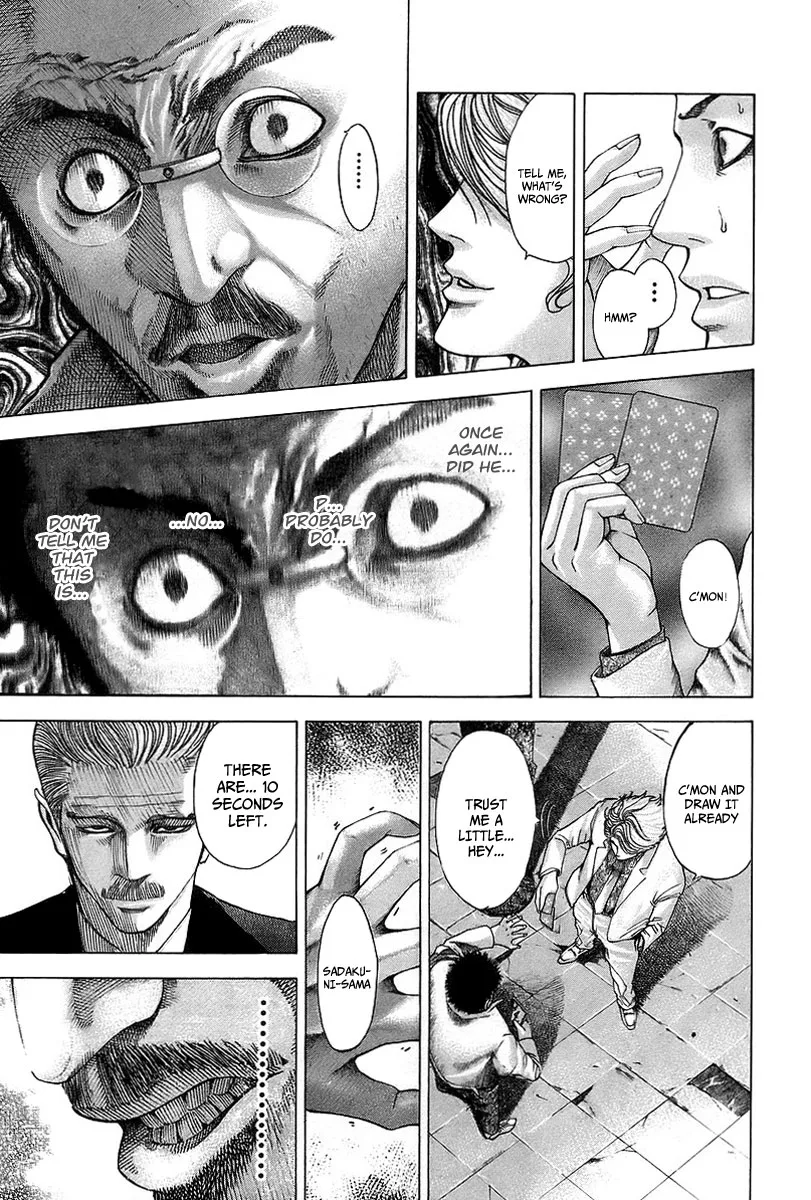 ...
HMM?
TELL ME,
WHAT'S
WRONG?
...
C'MON!
ONCE
AGAIN...
DID HE...
P...
PROBABLY
DO...
...NO...
DON'T
TELL ME
THAT
THIS
IS...
C'MON AND
DRAW IT
ALREADY
TRUST
ME A
LITTLE...
HEY...
SADAKU-
NI-SAMA
THERE
ARE... 10
SECONDS
LEFT.
............